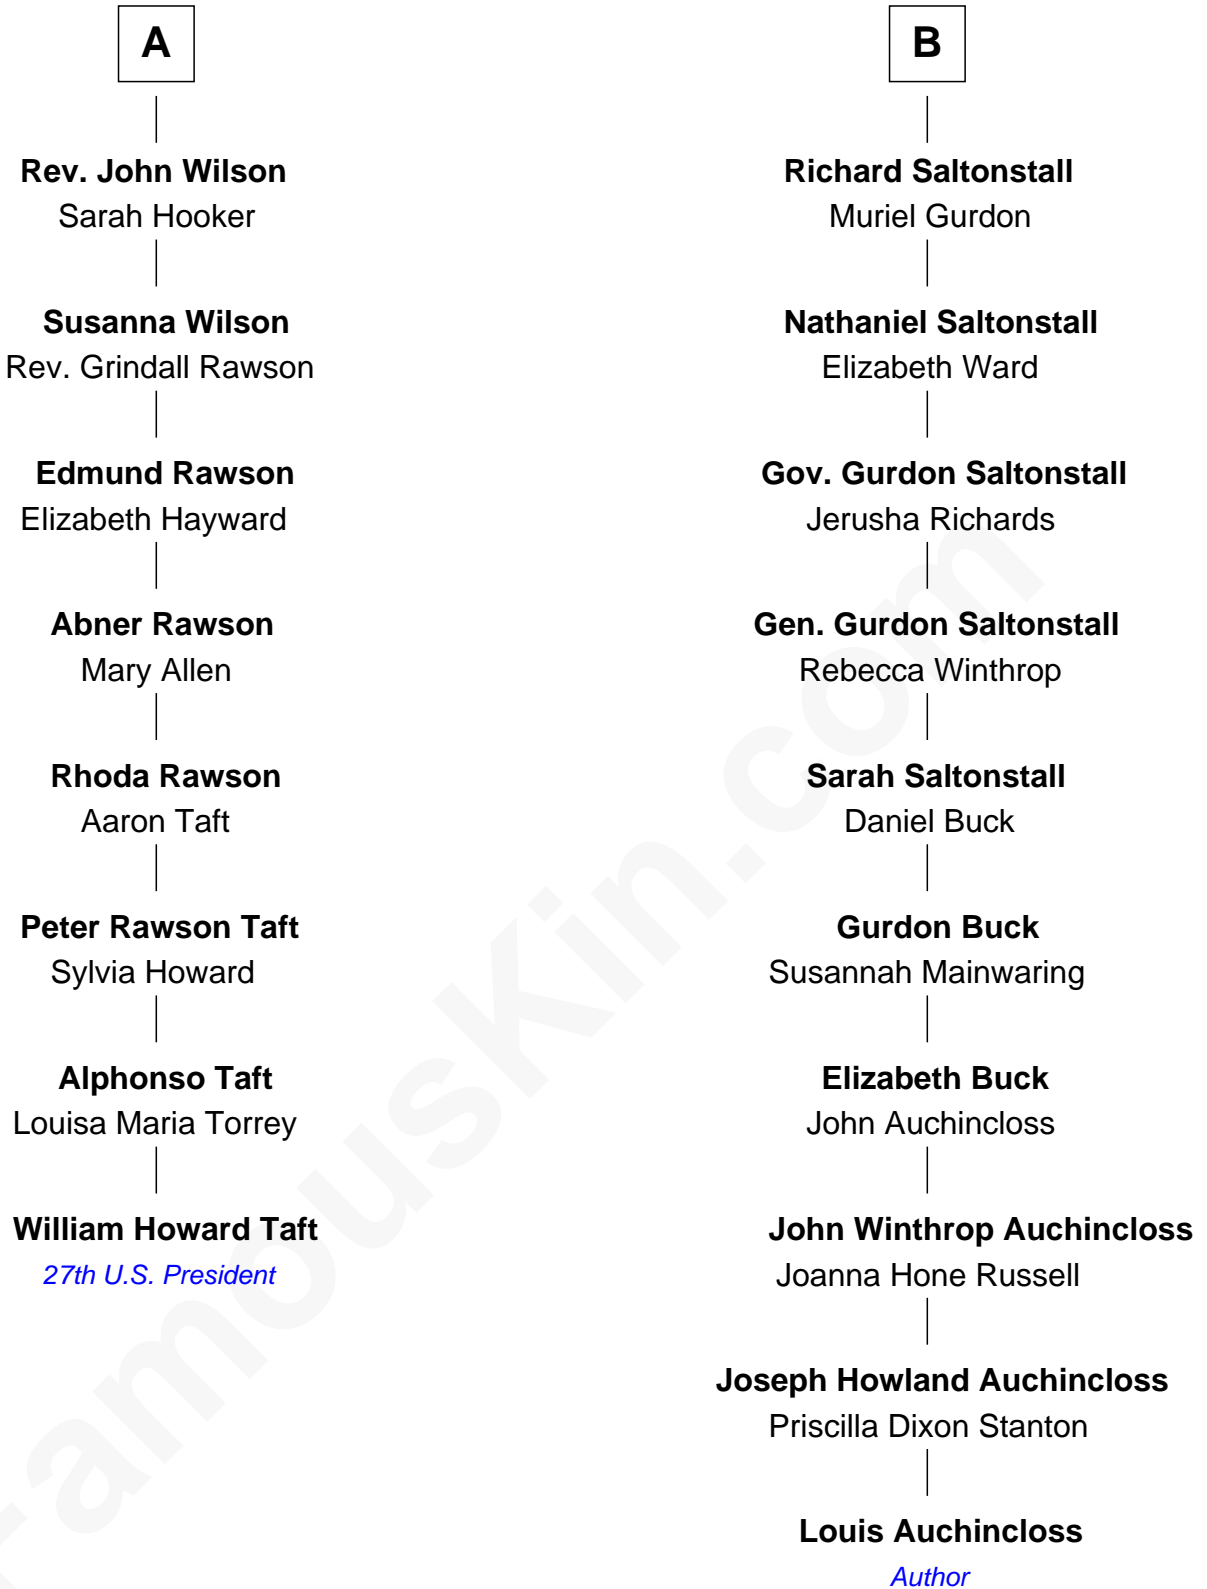 A
Rev. John Wilson
Sarah Hooker
Susanna Wilson
Rev. Grindall Rawson
Edmund Rawson
Elizabeth Hayward
Abner Rawson
Mary Allen
Rhoda Rawson
Aaron Taft
Peter Rawson Taft
Sylvia Howard
Alphonso Taft
Louisa Maria Torrey
William Howard Taft
27th U.S. President
B
Richard Saltonstall
Muriel Gurdon
Nathaniel Saltonstall
Elizabeth Ward
Gov. Gurdon Saltonstall
Jerusha Richards
Gen. Gurdon Saltonstall
Rebecca Winthrop
Sarah Saltonstall
Daniel Buck
Gurdon Buck
Susannah Mainwaring
Elizabeth Buck
John Auchincloss
John Winthrop Auchincloss
Joanna Hone Russell
Joseph Howland Auchincloss
Priscilla Dixon Stanton
Louis Auchincloss
Author
FamousKin.com